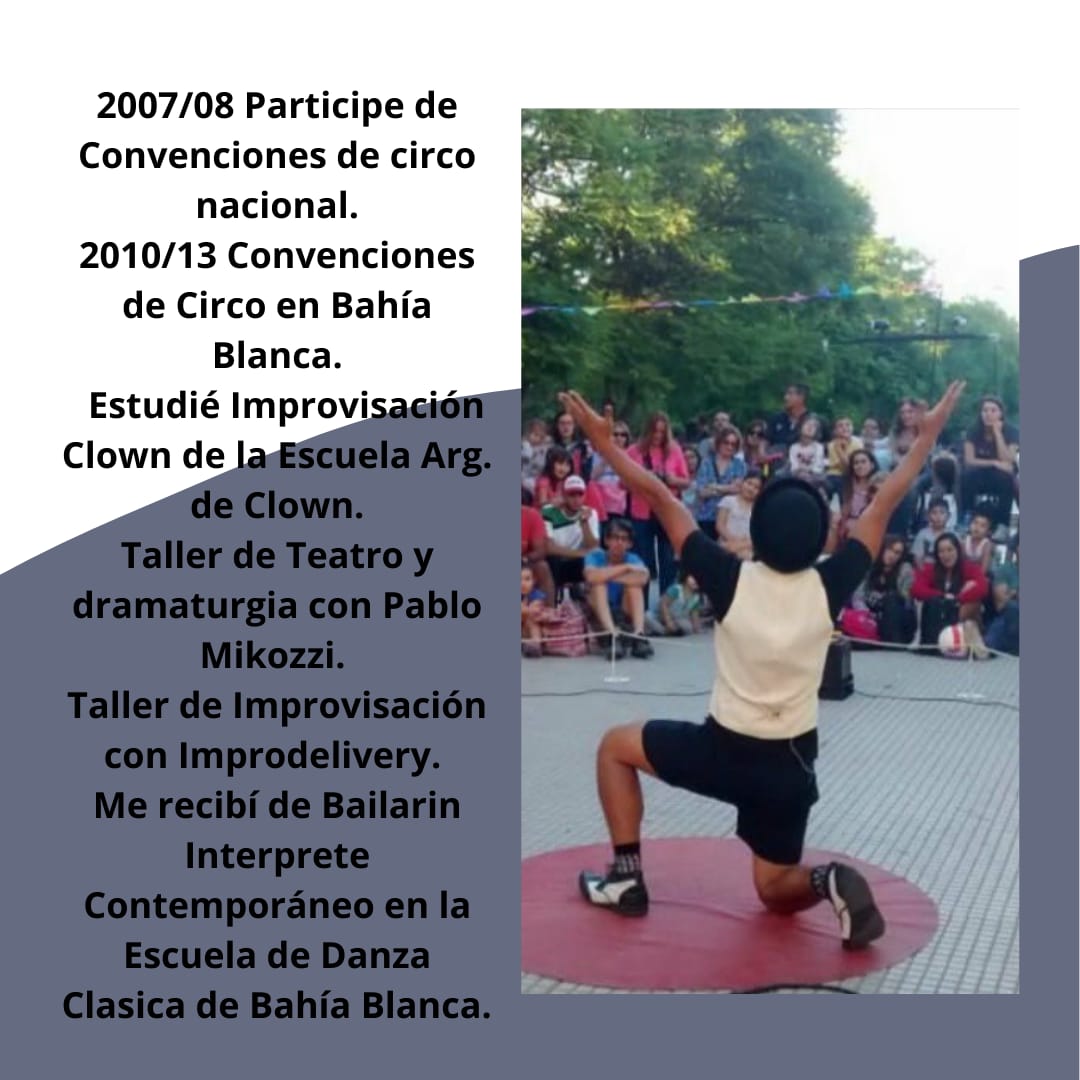 2007/08 Participe de
Convenciones de circo
nacional.
2010/13 Convenciones
de Circo en Bahía
Blanca.
Estudié Improvisación
Clown de la Escuela Arg.
de Clown.
Taller de Teatro y
dramaturgia con Pablo
Mikozzi.
Taller de Improvisación
con Improdelivery.
Me recibí de Bailarin
Interprete
Contemporáneo en la
Escuela de Danza
Clasica de Bahía Blanca.